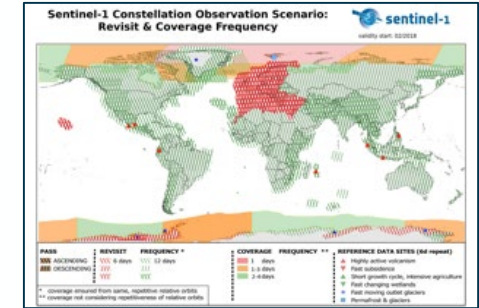 Sentinel-1 Constellation Observation Scenario:
Revisit & Coverage Frequency
sentinel-1
validity start: 02/2018
PASS
ASCENDING
DESCENDING
REVISIT FREQUENCY *
6 days 12 days
COVERAGE FREQUENCY **
1 days
1-3 days
2-4 days
REFERENCE DATA SITES (6d repeat)
Highly active volcanism
Fast subsidence
Short growth cycle, intensive agriculture
Fast changing wetlands
Fast moving outlet glaciers
Permafrost & glaciers
* coverage ensured from same, repetitive relative orbits
** coverage not considering repetitiveness of relative orbits